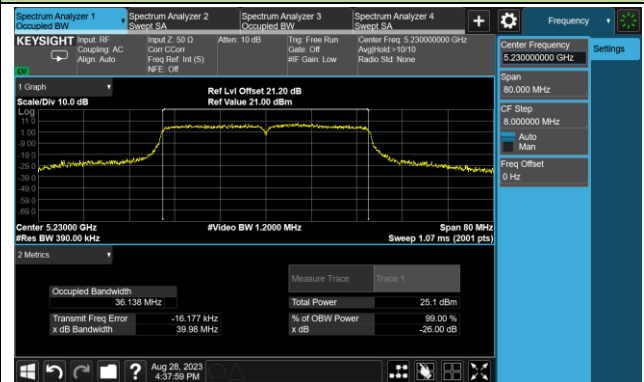 Spectrum Analyzer 1
Occupied BW
Spectrum Analyzer 2
Swept SA
Spectrum Analyzer 3
Occupied BW
Spectrum Analyzer 4
Swept SA
+
Frequency
KEYSIGHT
Input: RF
Coupling: AC
Align: Auto
Input Z: 50 Ω
Corr CCorr
Freq Ref: Int (S)
NFE: Off
Atten: 10 dB
Trig: Free Run
Gate: Off
#IF Gain: Low
Center Freq: 5.230000000 GHz
Avg|Hold:>10/10
Radio Std: None
Center Frequency
5.230000000 GHz
Settings
Span
80.000 MHz
CF Step
8.000000 MHz
Auto
Man
Freq Offset
0 Hz
1 Graph
Scale/Div 10.0 dB
Ref Lvl Offset 21.20 dB
Ref Value 21.00 dBm
Log
11.0
1.00
-9.00
-19.0
-29.0
-39.0
-49.0
-59.0
-69.0
Center 5.23000 GHz
#Res BW 390.00 kHz
#Video BW 1.2000 MHz
Span 80 MHz
Sweep 1.07 ms (2001 pts)
2 Metrics
Measure Trace
Trace 1
Occupied Bandwidth
36.138 MHz
Total Power
25.1 dBm
Transmit Freq Error
-16.177 kHz
% of OBW Power
99.00 %
x dB Bandwidth
39.98 MHz
x dB
-26.00 dB
?
Aug 28, 2023
4:37:59 PM